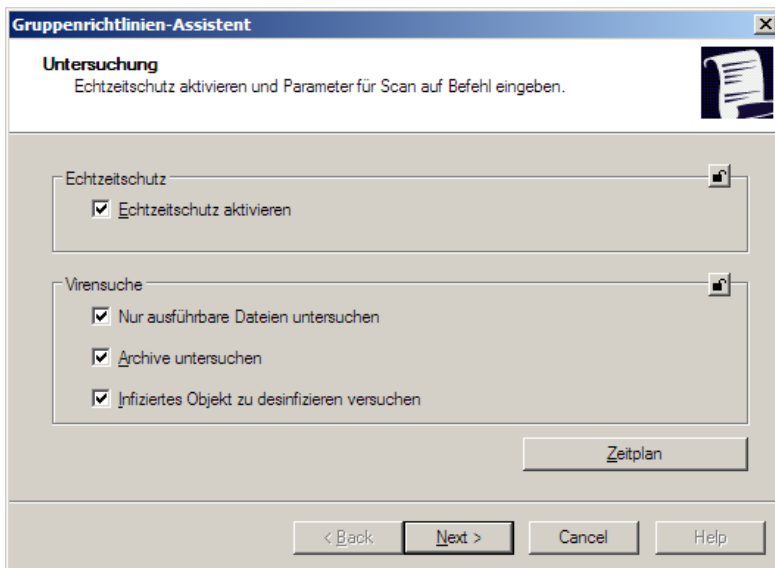 Gruppenrichtlinien-Assistent
Untersuchung
Echtzeitschutz aktivieren und Parameter für Scan auf Befehl eingeben.
Echtzeitschutz
Echtzeitschutz aktivieren
Virensuche
Nur ausführbare Dateien untersuchen
Archive untersuchen
Infiziertes Objekt zu desinfizieren versuchen
Zeitplan
< Back Next > Cancel Help